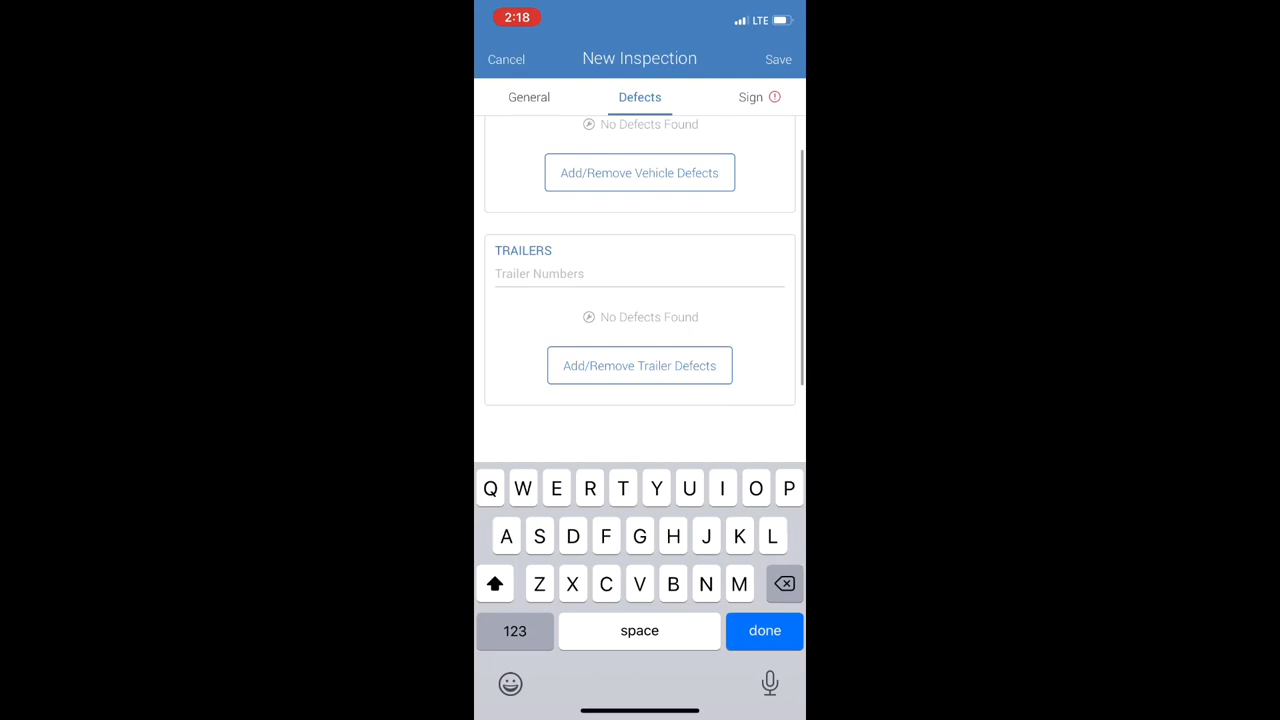 2:18 LTE
Cancel New Inspection Save
General Defects Sign
No Defects Found
Add/Remove Vehicle Defects
TRAILERS
Trailer Numbers
No Defects Found
Add/Remove Trailer Defects
Q W E R T Y U I O P
A S D F G H J K L
Z X C V B N M
123 space done